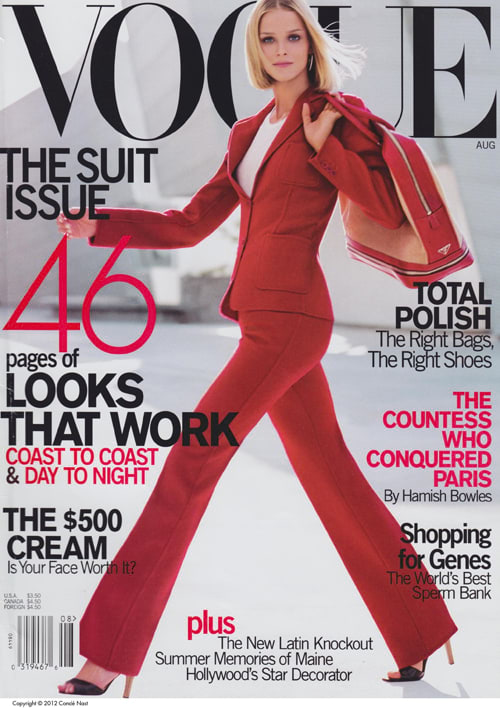 VOGUE
AUG
THE SUIT
ISSUE
46
pages of
LOOKS
THAT WORK
COAST TO COAST
& DAY TO NIGHT
THE $500
CREAM
Is Your Face Worth It?
TOTAL
POLISH
The Right Bags,
The Right Shoes
THE
COUNTESS
WHO
CONQUERED
PARIS
By Hamish Bowles
Shopping
for Genes
The World's Best
Sperm Bank
plus
The New Latin Knockout
Summer Memories of Maine
Hollywood's Star Decorator
U.S.A. $3.50
CANADA $4.50
FOREIGN $4.50
08>
0 319467 6
Copyright © 2012 Condé Nast